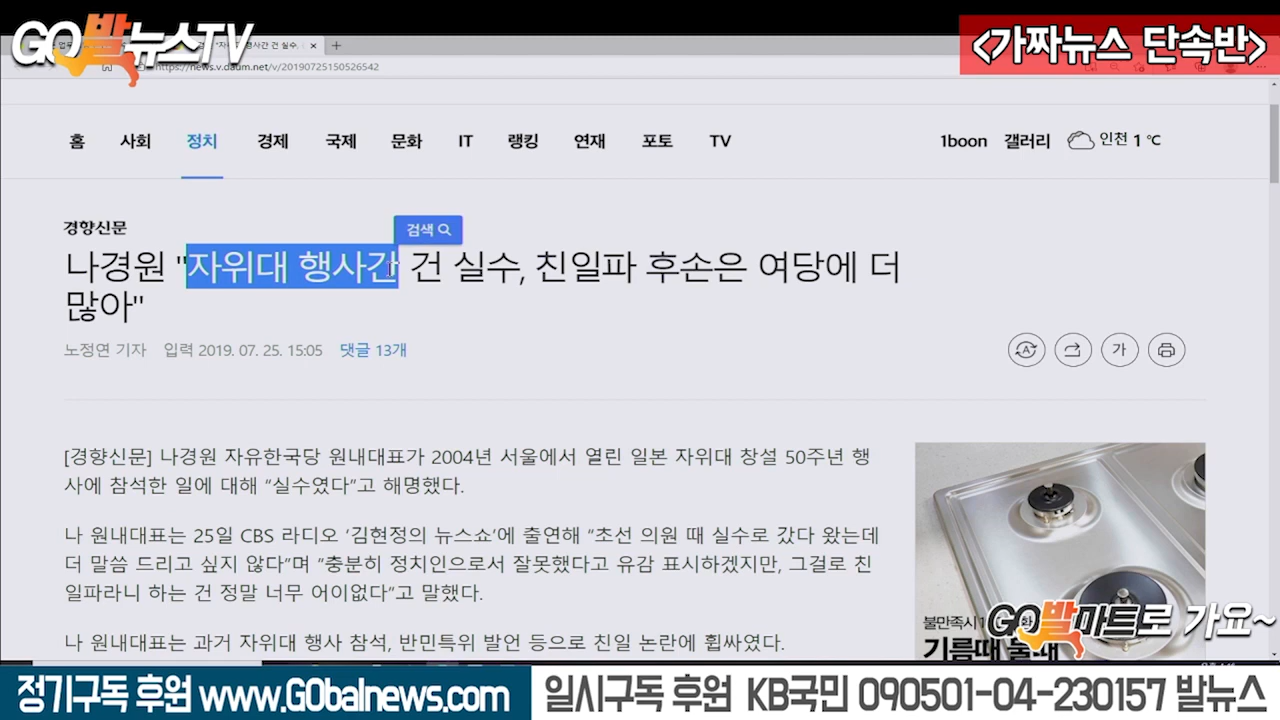 GO발뉴스TV
<가짜뉴스 단속반>
https://news.v.daum.net/v/20190725150526542
홈 사회 정치 경제 국제 문화 IT 랭킹 연재 포토 TV 1boon 갤러리 인천 1 ℃
경향신문
검색
나경원 "자위대 행사간 건 실수, 친일파 후손은 여당에 더
많아"
노정연 기자 입력 2019. 07. 25. 15:05 댓글 13개
가
[경향신문] 나경원 자유한국당 원내대표가 2004년 서울에서 열린 일본 자위대 창설 50주년 행
사에 참석한 일에 대해 “실수였다”고 해명했다.
나 원내대표는 25일 CBS 라디오 ‘김현정의 뉴스쇼’에 출연해 “초선 의원 때 실수로 갔다 왔는데
더 말씀 드리고 싶지 않다”며 “충분히 정치인으로서 잘못했다고 유감 표시하겠지만, 그걸로 친
일파라니 하는 건 정말 너무 어이없다”고 말했다.
나 원내대표는 과거 자위대 행사 참석, 반민특위 발언 등으로 친일 논란에 휩싸였다.
불만족시
GO발마트로 가요~
기름때
정기구독 후원 www.GObalnews.com
일시구독 후원 KB국민 090501-04-230157 발뉴스